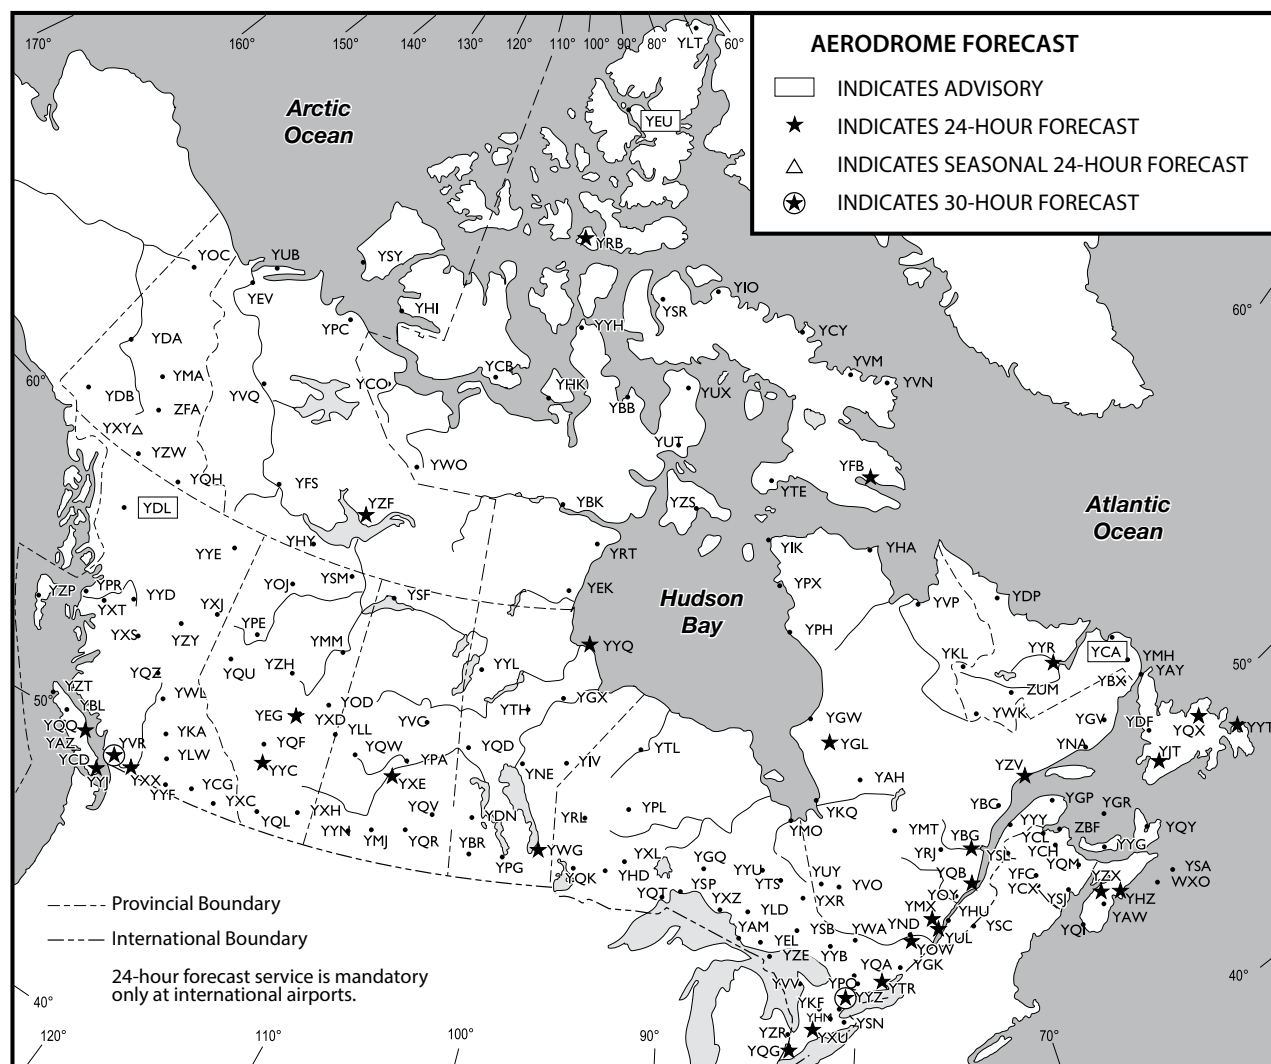 170° 160° 150° 140° 130° 120° 110° 100° 90° 80° 60°
YLT
AERODROME FORECAST
INDICATES ADVISORY
INDICATES 24-HOUR FORECAST
INDICATES SEASONAL 24-HOUR FORECAST
INDICATES 30-HOUR FORECAST
Arctic
Ocean
YEU
YRB
YOC YUB YSY
YEV YHI YSR YIO
YPC YYH YCY
YDA
YMA YCB YVM
60° 60°
YDB YVQ YCO YHK YUX YVN
ZFA YBB
YXY
YZW YUT
YQH YWO YFB
YFS YTE
YDL YZF YBK YZS
Atlantic
Ocean
YYE YHY YRT YIK YHA
YOJ YSM
YZP YPR YYD YSF YEK YPX
Hudson
Bay
YXT YXJ YVP YDP
YXS YZY YPE YMM YYQ YPH
YQZ YQU YZH YYL YKL YYR YCA YMH
50° 50°
YZT YWL YGX ZUM YBX YAY
YBL YEG YXD YOD YVC YTH YGW YWK YGV YDF
YQQ YKA YLL YQX YYT
YAZ YVR YQF YQW YQD YTL YGL YNA YIT
YCD YLW YYC YPA YNE YIV YZV
YYJ YXX YYF YCG YXE YAH
YXC YQL YXH YQV YDN YRL YPL YKQ YBC YGP YGR
YYN YMJ YQR YBR YMO YMT YYY ZBF YQY
YPG YWG YXL YGQ YRJ YBG YSL YCL YCH YYG
YQK YHD YYU YUY YQB YQM YSA
YQT YSP YTS YVO YFC YCX YZX WXO
YXZ YXR YOY YSJ YHZ
YLD YMX YHU YAW
YAM YSB YWA YND YUL YSC YQI
YEL YYB YOW
YZE YQA YGK
YVV YPQ YTR
YKF YYZ
YHM YSN
YZR YXU
YQG
Provincial Boundary
International Boundary
24-hour forecast service is mandatory
only at international airports.
40° 40°
120° 110° 100° 90° 70°